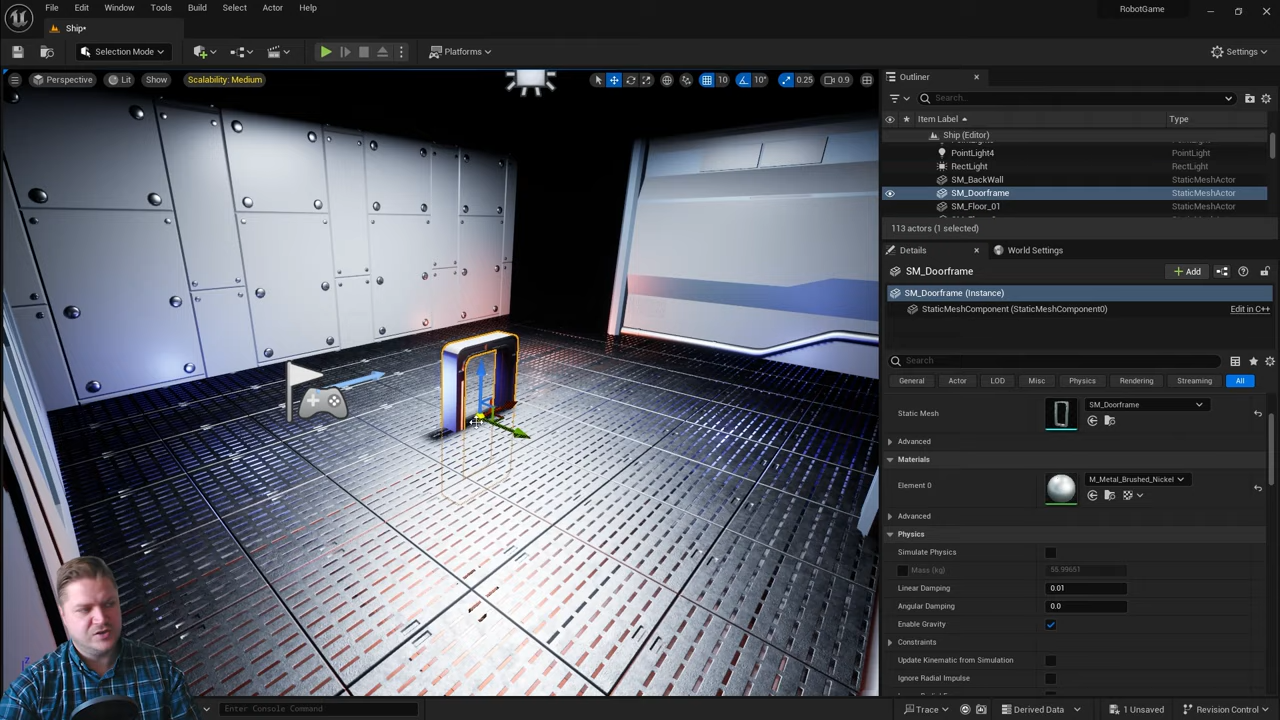 File Edit Window Tools Build Select Actor Help
RobotGame
Ship*
Selection Mode
Platforms
Settings
Perspective Lit Show Scalability: Medium
10 10° 0.25 0.9
Outliner
Search...
Item Label Type
Ship (Editor)
PointLight4 PointLight
RectLight RectLight
SM_BackWall StaticMeshActor
SM_Doorframe StaticMeshActor
SM_Floor_01 StaticMeshActor
113 actors (1 selected)
Details World Settings
SM_Doorframe
Add
SM_Doorframe (Instance)
StaticMeshComponent (StaticMeshComponent0) Edit in C++
Search
General Actor LOD Misc Physics Rendering Streaming All
Static Mesh SM_Doorframe
Advanced
Materials
Element 0 M_Metal_Brushed_Nickel
Advanced
Physics
Simulate Physics
Mass (kg) 55.99651
Linear Damping 0.01
Angular Damping 0.0
Enable Gravity
Constraints
Update Kinematic from Simulation
Ignore Radial Impulse
Enter Console Command
Trace Derived Data 1 Unsaved Revision Control